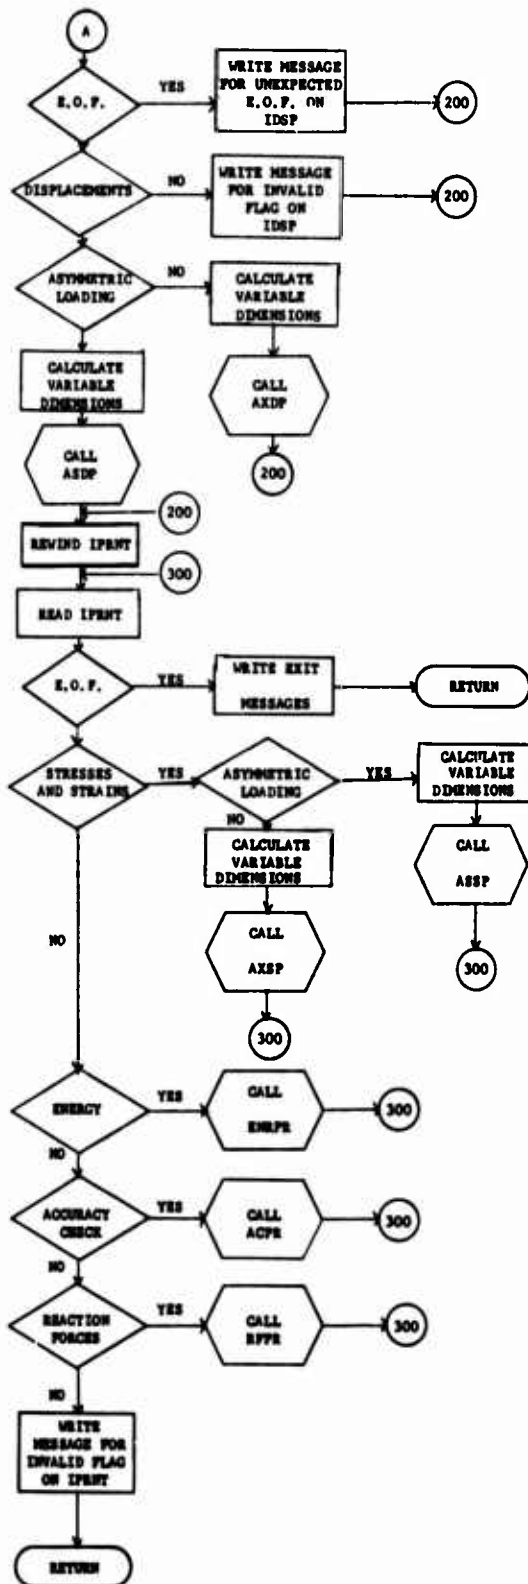 A
E.O.F.
YES
WRITE MESSAGE
FOR UNEXPECTED
E.O.F. ON
IDSP
200
DISPLACEMENTS
NO
WRITE MESSAGE
FOR INVALID
FLAG ON
IDSP
200
ASYMMETRIC
LOADING
NO
CALCULATE
VARIABLE
DIMENSIONS
CALCULATE
VARIABLE
DIMENSIONS
CALL
AXDP
CALL
ASDP
200
200
REWIND IPRNT
300
READ IPRNT
E.O.F.
YES
WRITE EXIT
MESSAGES
RETURN
STRESSES
AND STRAINS
YES
ASYMMETRIC
LOADING
YES
CALCULATE
VARIABLE
DIMENSIONS
NO
CALCULATE
VARIABLE
DIMENSIONS
CALL
ASSP
NO
CALL
AXSP
300
300
ENERGY
YES
CALL
ENRPR
300
NO
ACCURACY
CHECK
YES
CALL
ACPR
300
NO
REACTION
FORCES
YES
CALL
RFPR
300
NO
WRITE
MESSAGE FOR
INVALID FLAG
ON IPRNT
RETURN